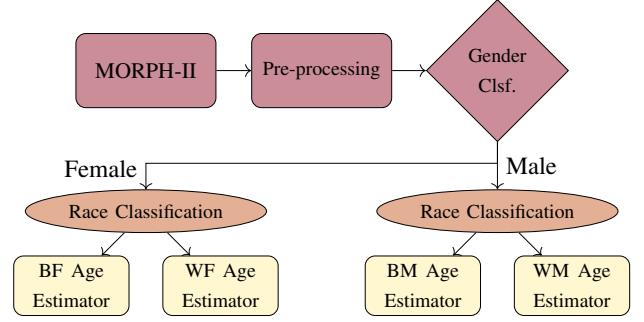 MORPH-II
Pre-processing
Gender
Clsf.
Female
Male
Race Classification
Race Classification
BF Age
Estimator
WF Age
Estimator
BM Age
Estimator
WM Age
Estimator